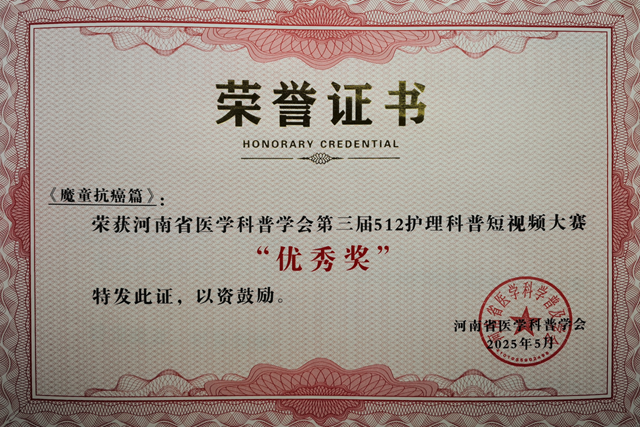 荣誉证书
HONORARY CREDENTIAL
《魔童抗癌篇》:
荣获河南省医学科普学会第三届512护理科普短视频大赛
“优秀奖”
特发此证，以资鼓励。
河南省医学科普学会
2025年5月